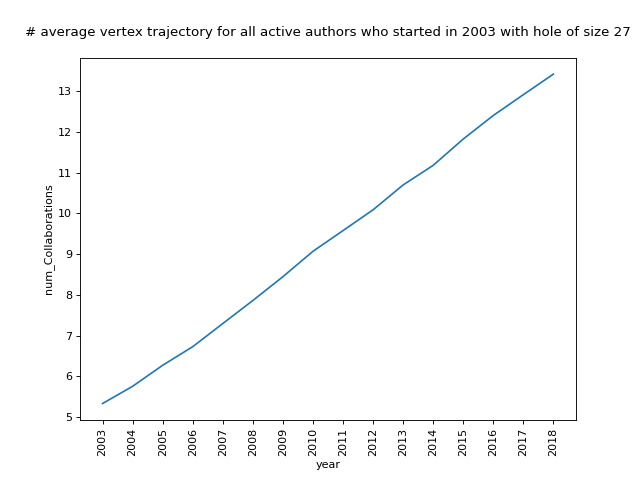 # average vertex trajectory for all active authors who started in 2003 with hole of size 27
13
12
11
10
9
8
7
6
5
num_Collaborations
2003 2004 2005 2006 2007 2008 2009 2010 2011 2012 2013 2014 2015 2016 2017 2018
year